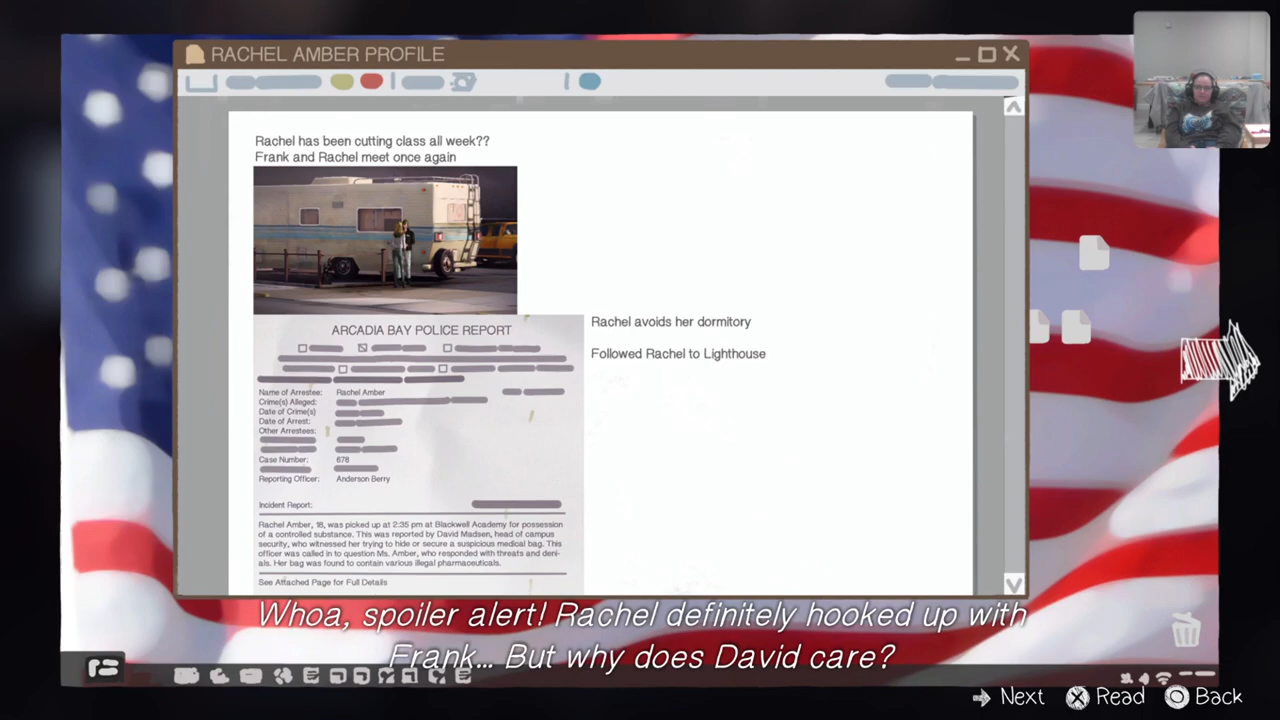 RACHEL AMBER PROFILE
Rachel has been cutting class all week??
Frank and Rachel meet once again
Rachel avoids her dormitory
Followed Rachel to Lighthouse
ARCADIA BAY POLICE REPORT
Name of Arrestee: Rachel Amber
Crime(s) Alleged:
Date of Crime(s)
Date of Arrest:
Other Arrestees:
Case Number: 678
Reporting Officer: Anderson Berry
Incident Report:
Rachel Amber, 18, was picked up at 2:35 pm at Blackwell Academy for possession
of a controlled substance. This was reported by David Madsen, head of campus
security, who witnessed her trying to hide or secure a suspicious medical bag. This
officer was called in to question Ms. Amber, who responded with threats and deni-
als. Her bag was found to contain various illegal pharmaceuticals.
See Attached Page for Full Details
Whoa, spoiler alert! Rachel definitely hooked up with
Frank... But why does David care?
Next Read Back